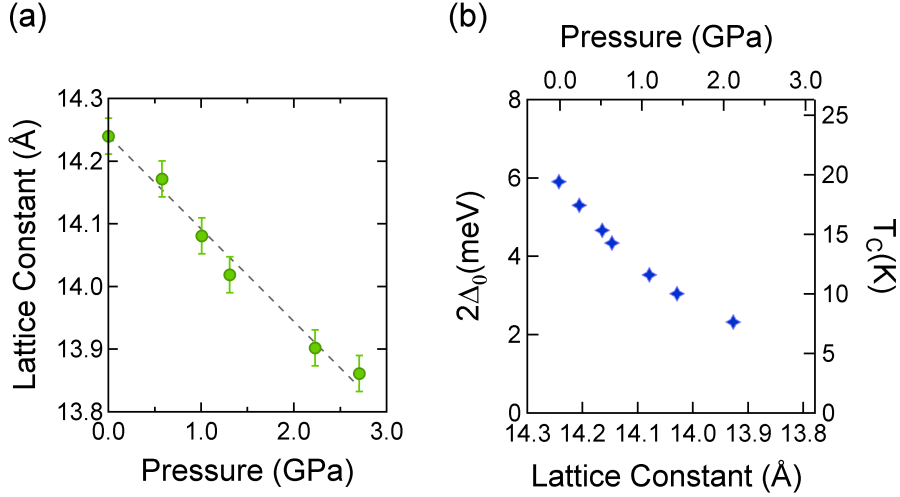 (a)
14.3
14.2
14.1
14.0
13.9
13.8
Lattice Constant (Å)
0.0 1.0 2.0 3.0
Pressure (GPa)
(b)
Pressure (GPa)
0.0 1.0 2.0 3.0
8
6
4
2
0
2Δ₀(meV)
25
20
15
10
5
0
T_C(K)
14.3 14.2 14.1 14.0 13.9 13.8
Lattice Constant (Å)